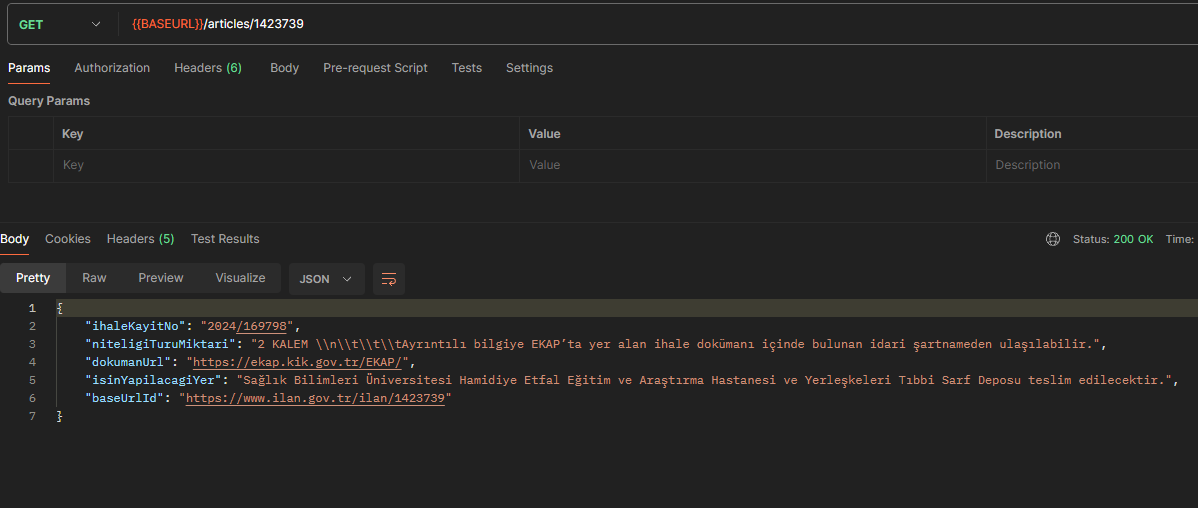 GET {{BASEURL}}/articles/1423739
Params Authorization Headers (6) Body Pre-request Script Tests Settings
Query Params
Key Value Description
Key Value Description
Body Cookies Headers (5) Test Results Status: 200 OK Time:
Pretty Raw Preview Visualize JSON
1 {
2 "ihaleKayitNo": "2024/169798",
3 "niteligiTuruMiktari": "2 KALEM \\n\\t\\t\\tAyrıntılı bilgiye EKAP’ta yer alan ihale dokümanı içinde bulunan idari şartnameden ulaşılabilir.",
4 "dokumanUrl": "https://ekap.kik.gov.tr/EKAP/",
5 "isinYapilacagiYer": "Sağlık Bilimleri Üniversitesi Hamidiye Etfal Eğitim ve Araştırma Hastanesi ve Yerleşkeleri Tıbbi Sarf Deposu teslim edilecektir.",
6 "baseUrlId": "https://www.ilan.gov.tr/ilan/1423739"
7 }